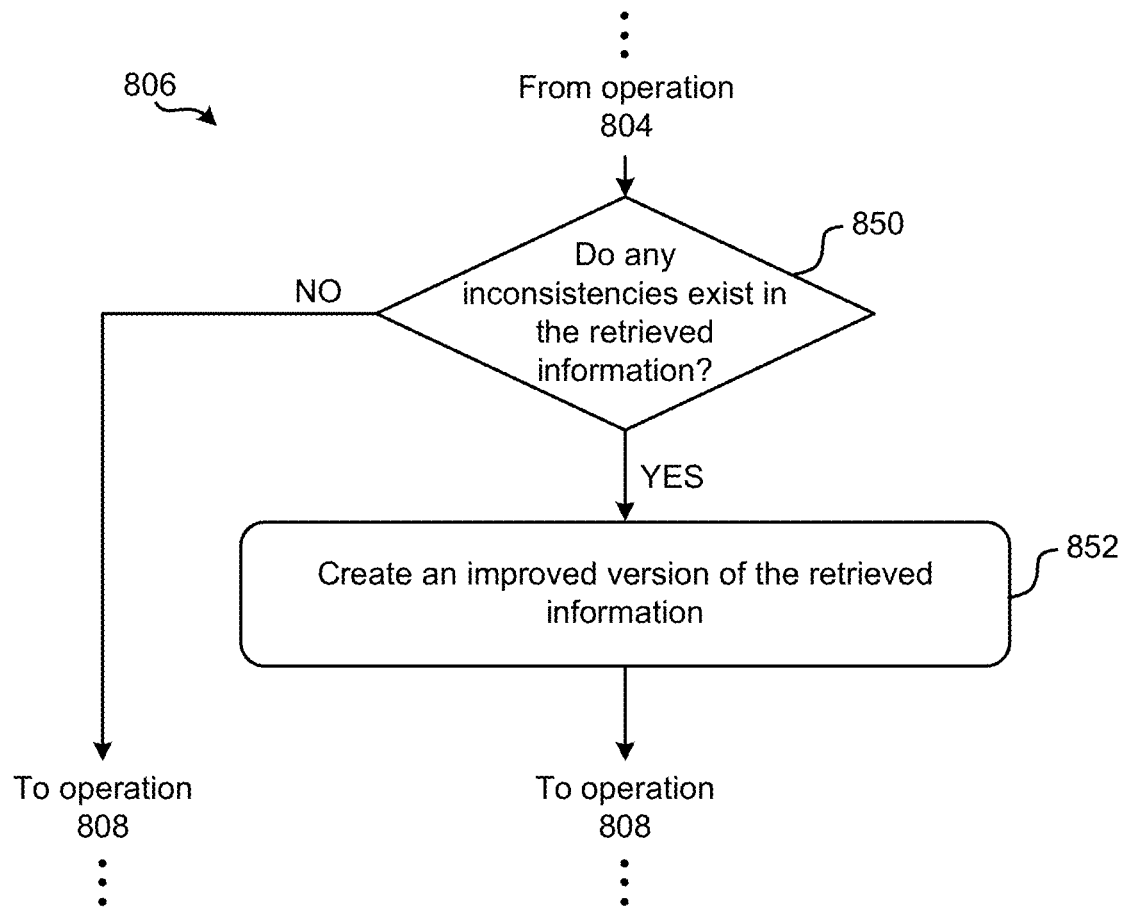 806
From operation
804
850
Do any
inconsistencies exist in
the retrieved
information?
NO
YES
852
Create an improved version of the retrieved
information
To operation
808
To operation
808